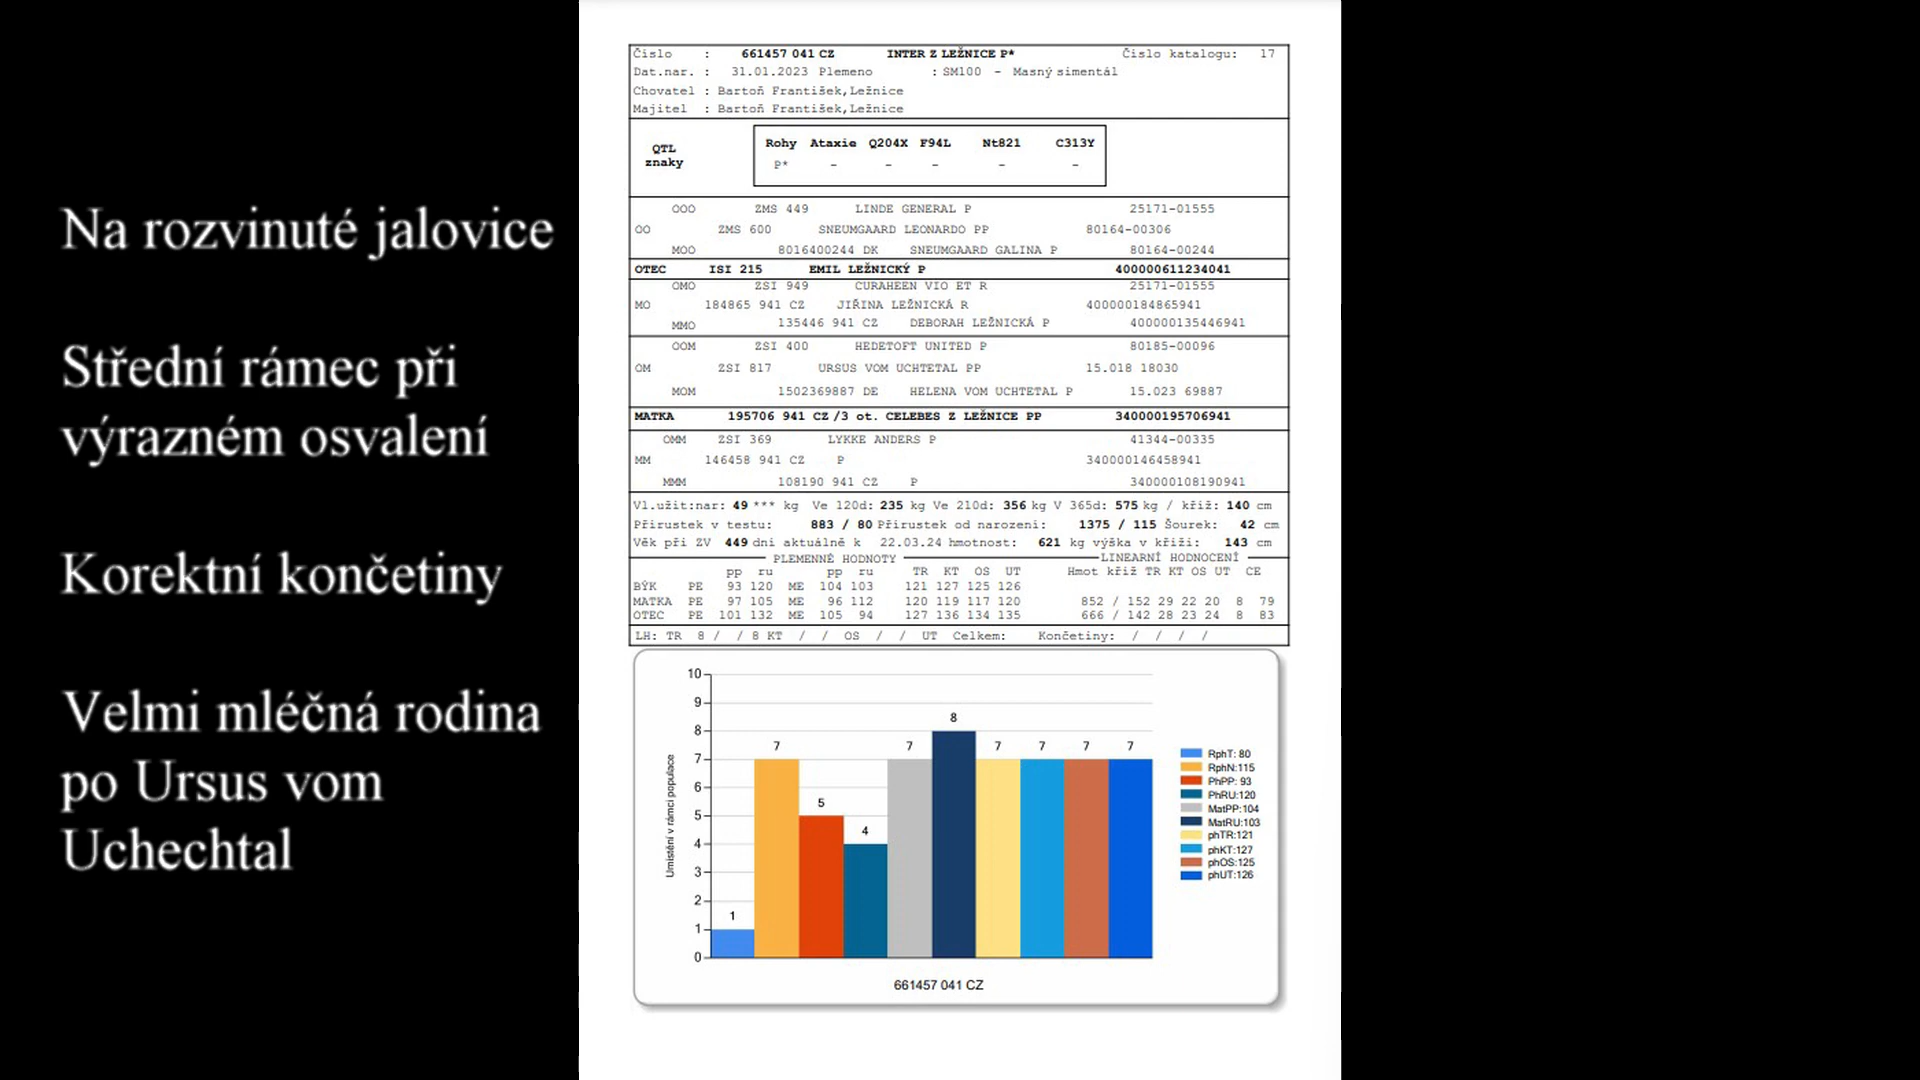 Na rozvinuté jalovice
Střední rámec při
výrazném osvalení
Korektní končetiny
Velmi mléčná rodina
po Ursus vom
Uchechtal
Číslo : 661457 041 CZ INTER Z LEŽNICE P* Číslo katalogu: 17
Dat.nar. : 31.01.2023 Plemeno : SM100 - Masný simentál
Chovatel : Bartoň František,Ležnice
Majitel : Bartoň František,Ležnice
QTL znaky
Rohy Ataxie Q204X F94L Nt821 C313Y
P* - - - - -
OOO ZMS 449 LINDE GENERAL P 25171-01555
OO ZMS 600 SNEUMGAARD LEONARDO PP 80164-00306
MOO 8016400244 DK SNEUMGAARD GALINA P 80164-00244
OTEC ISI 215 EMIL LEŽNICKÝ P 400000611234041
OMO ZSI 949 CURAHEEN VIO ET R 25171-01555
MO 184865 941 CZ JIŘINA LEŽNICKÁ R 400000184865941
MMO 135446 941 CZ DEBORAH LEŽNICKÁ P 400000135446941
OOM ZSI 400 HEDETOFT UNITED P 80185-00096
OM ZSI 817 URSUS VOM UCHTETAL PP 15.018 18030
MOM 1502369887 DE HELENA VOM UCHTETAL P 15.023 69887
MATKA 195706 941 CZ /3 ot. CELEBES Z LEŽNICE PP 340000195706941
OMM ZSI 369 LYKKE ANDERS P 41344-00335
MM 146458 941 CZ P 340000146458941
MMM 108190 941 CZ P 340000108190941
Vl.užit:nar: 49 *** kg Ve 120d: 235 kg Ve 210d: 356 kg V 365d: 575 kg / kříž: 140 cm
Přírustek v testu: 883 / 80 Přírustek od narození: 1375 / 115 Šourek: 42 cm
Věk při ZV 449 dní aktuálně k 22.03.24 hmotnost: 621 kg výška v kříži: 143 cm
PLEMENNÉ HODNOTY LINEARNÍ HODNOCENÍ
pp ru pp ru TR KT OS UT Hmot kříž TR KT OS UT CE
BÝK PE 93 120 ME 104 103 121 127 125 126
MATKA PE 97 105 ME 96 112 120 119 117 120 852 / 152 29 22 20 8 79
OTEC PE 101 132 ME 105 94 127 136 134 135 666 / 142 28 23 24 8 83
LH: TR 8 / / 8 KT / / OS / / UT Celkem: Končetiny: / / / /
Umístění v rámci populace
10
9
8
7
6
5
4
3
2
1
0
1 7 5 4 7 8 7 7 7 7
661457 041 CZ
RphT: 80
RphN:115
PhPP: 93
PhRU:120
MatPP:104
MatRU:103
phTR:121
phKT:127
phOS:125
phUT:126